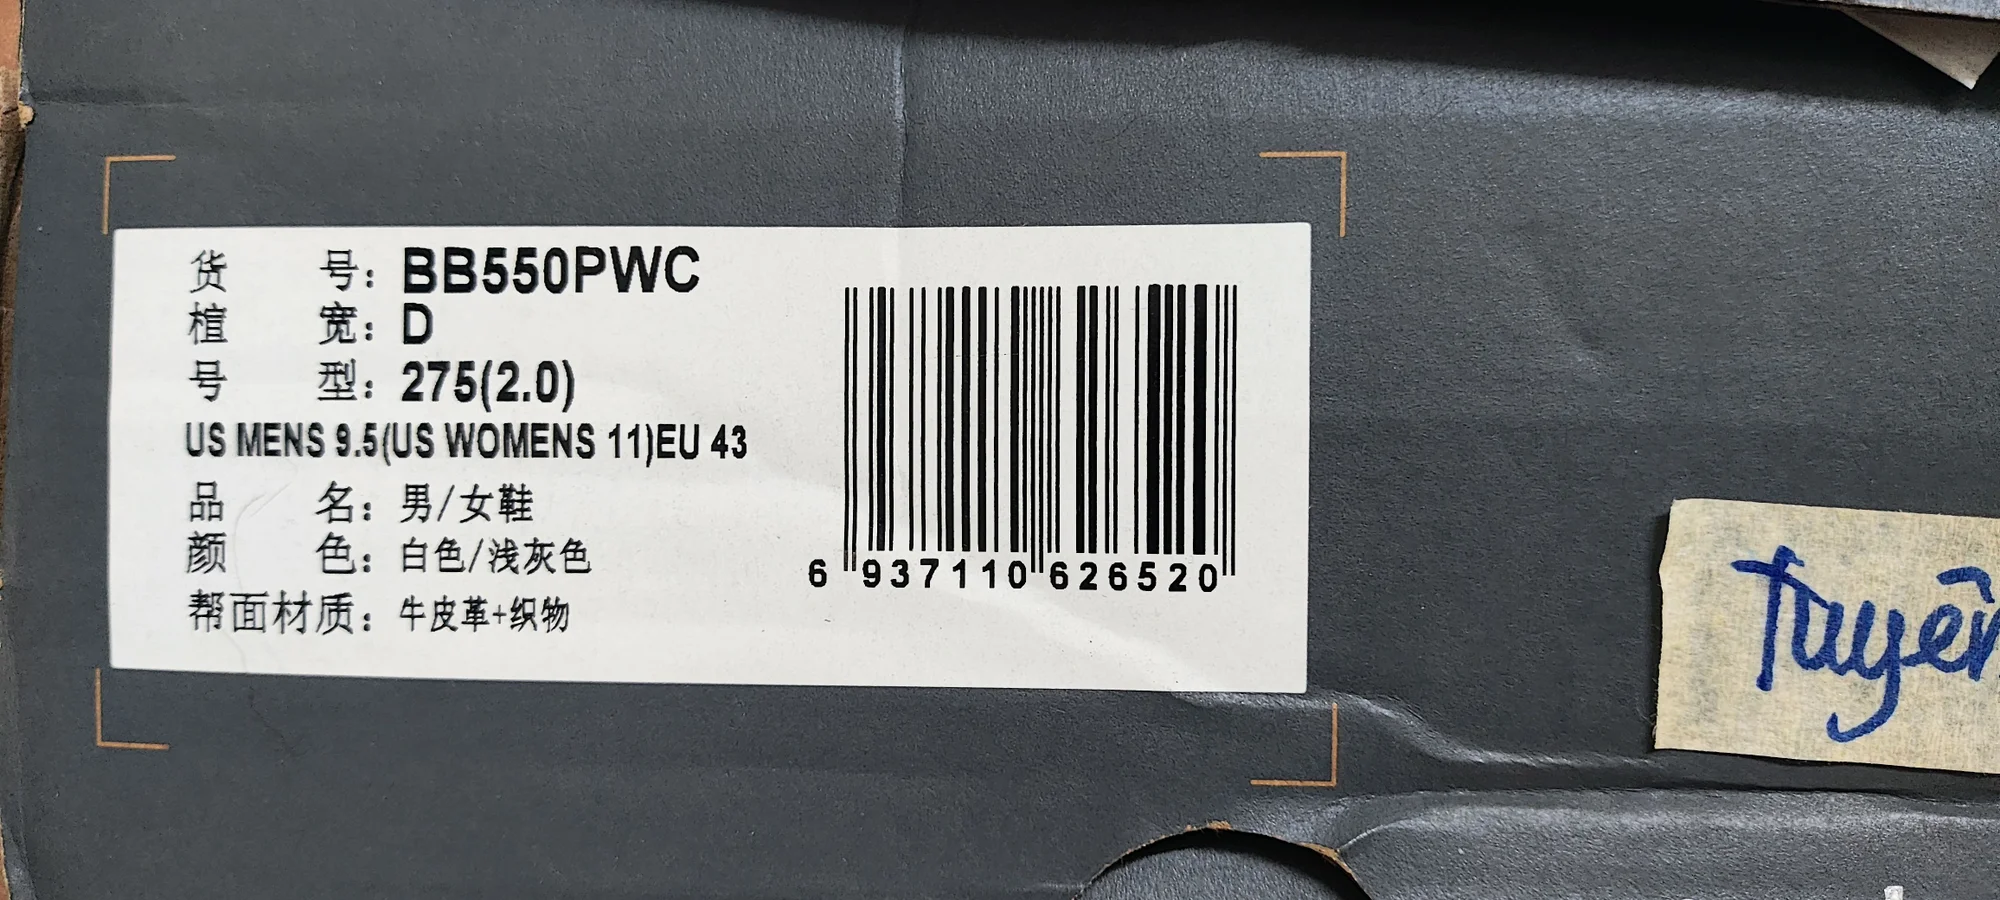 货 号：BB550PWC
楦 宽：D
号 型：275(2.0)
US MENS 9.5(US WOMENS 11)EU 43
品 名：男/女鞋
颜 色：白色/浅灰色
帮面材质：牛皮革+织物
6 937110 626520